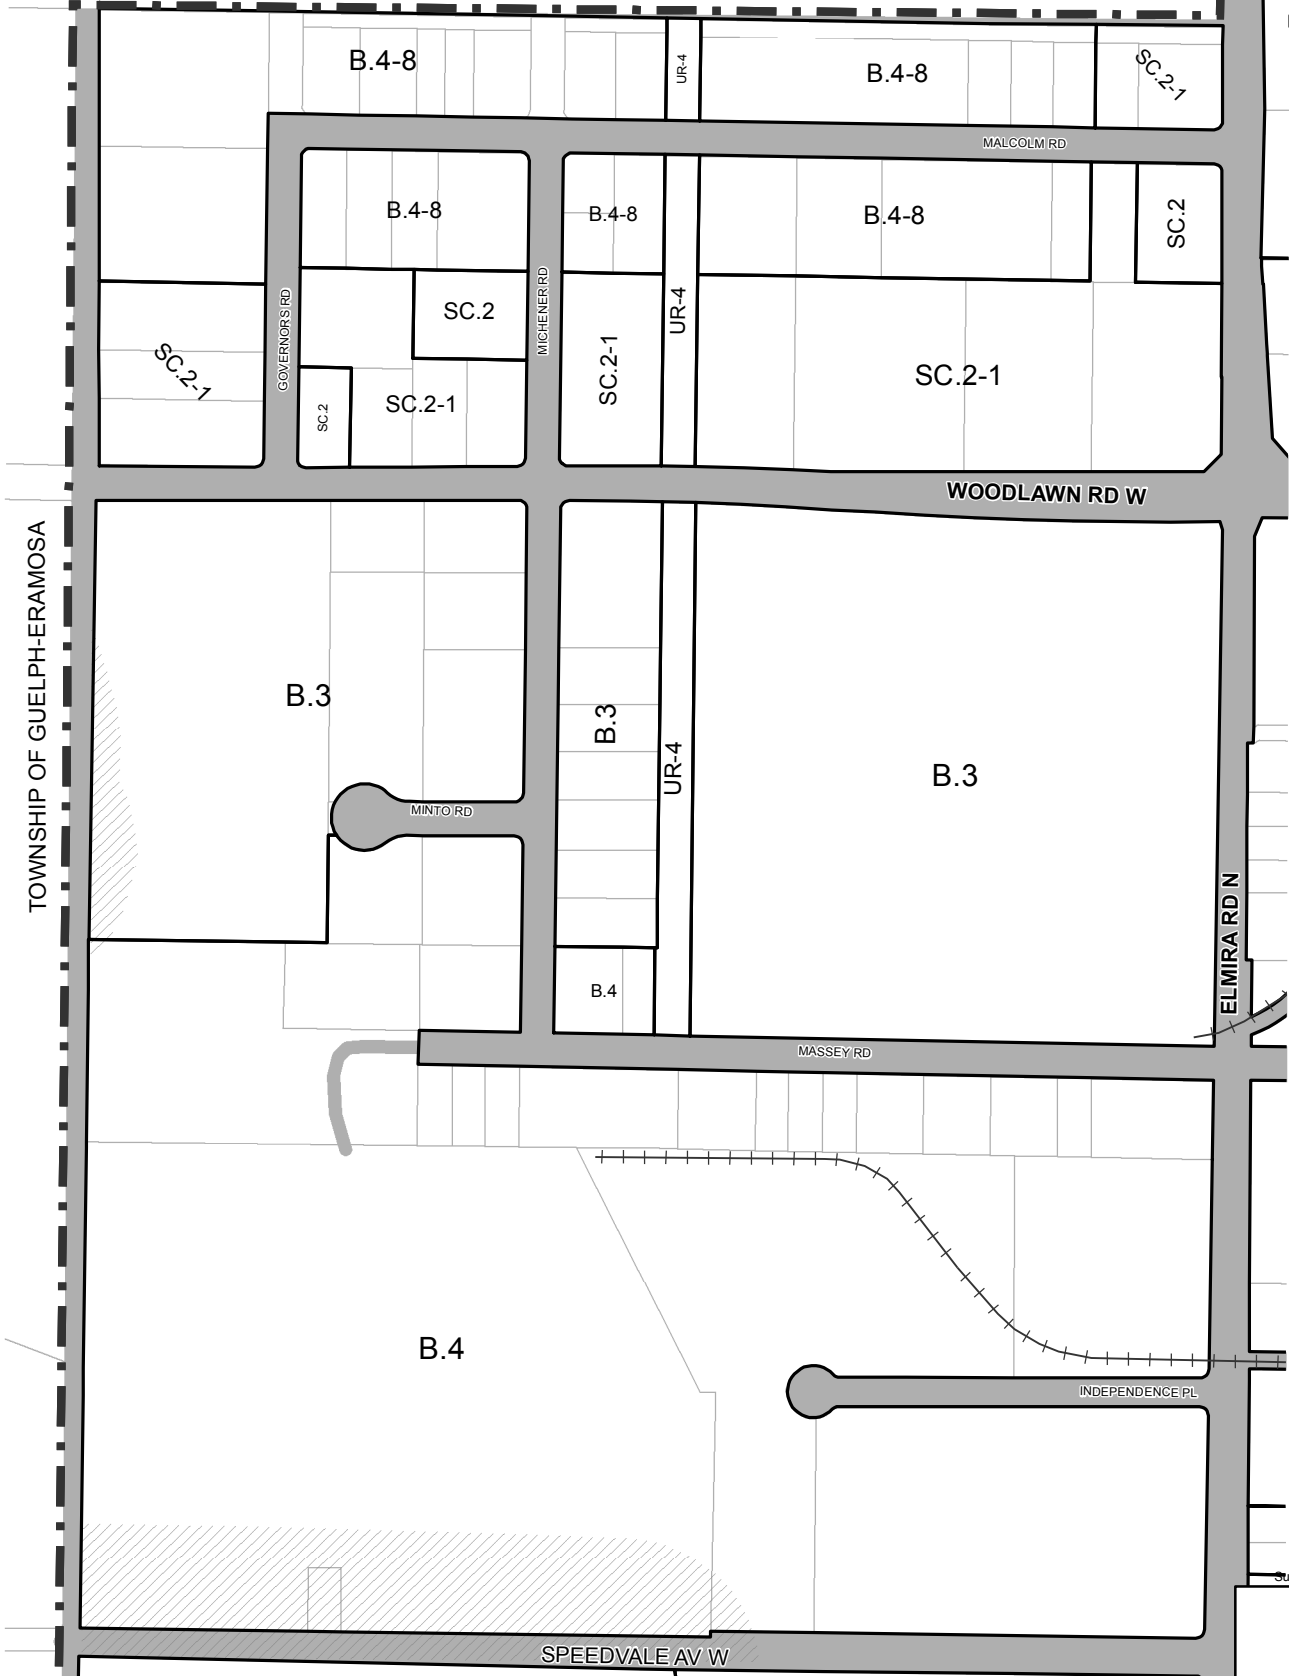 B.4-8
UR-4
B.4-8
SC.2-1
MALCOLM RD
B.4-8
B.4-8
B.4-8
SC.2
GOVERNORS RD
MICHENER RD
SC.2
UR-4
SC.2-1
SC.2-1
SC.2-1
SC.2
SC.2-1
WOODLAWN RD W
TOWNSHIP OF GUELPH-ERAMOSA
B.3
B.3
UR-4
B.3
MINTO RD
ELMIRA RD N
B.4
MASSEY RD
B.4
INDEPENDENCE PL
SPEEDVALE AV W